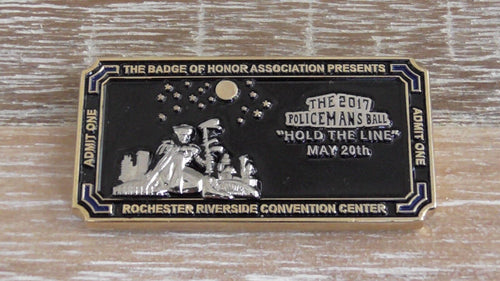 THE BADGE OF HONOR ASSOCIATION PRESENTS
ADMIT ONE
THE 2017
POLICEMANS BALL
"HOLD THE LINE"
MAY 20th
ADMIT ONE
ROCHESTER RIVERSIDE CONVENTION CENTER